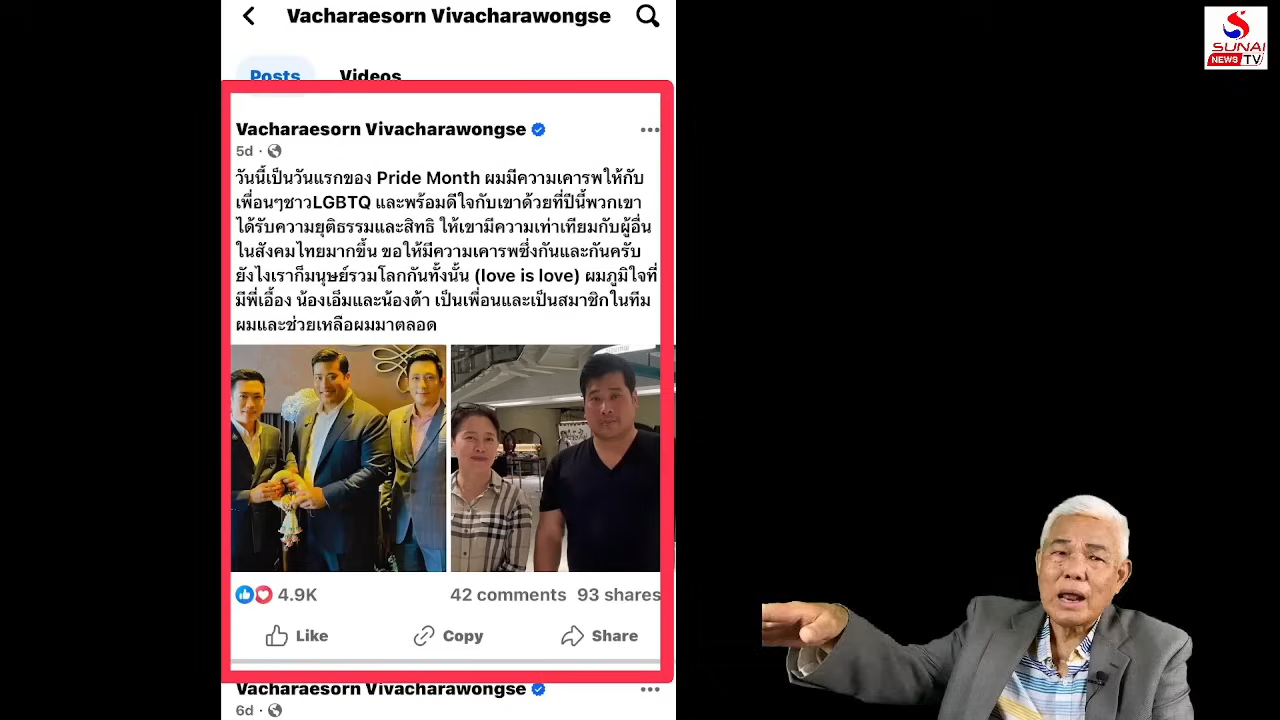 Vacharaesorn Vivacharawongse
SUNAI
NEWS TV
Posts Videos
Vacharaesorn Vivacharawongse
5d ·
วันนี้เป็นวันแรกของ Pride Month ผมมีความเคารพให้กับ
เพื่อนๆชาวLGBTQ และพร้อมดีใจกับเขาด้วยที่ปีนี้พวกเขา
ได้รับความยุติธรรมและสิทธิ ให้เขามีความเท่าเทียมกับผู้อื่น
ในสังคมไทยมากขึ้น ขอให้มีความเคารพซึ่งกันและกันครับ
ยังไงเราก็มนุษย์รวมโลกกันทั้งนั้น (love is love) ผมภูมิใจที่
มีพี่เอื้อง น้องเอ็มและน้องต้า เป็นเพื่อนและเป็นสมาชิกในทีม
ผมและช่วยเหลือผมมาตลอด
4.9K 42 comments 93 shares
Like Copy Share
Vacharaesorn Vivacharawongse
6d ·